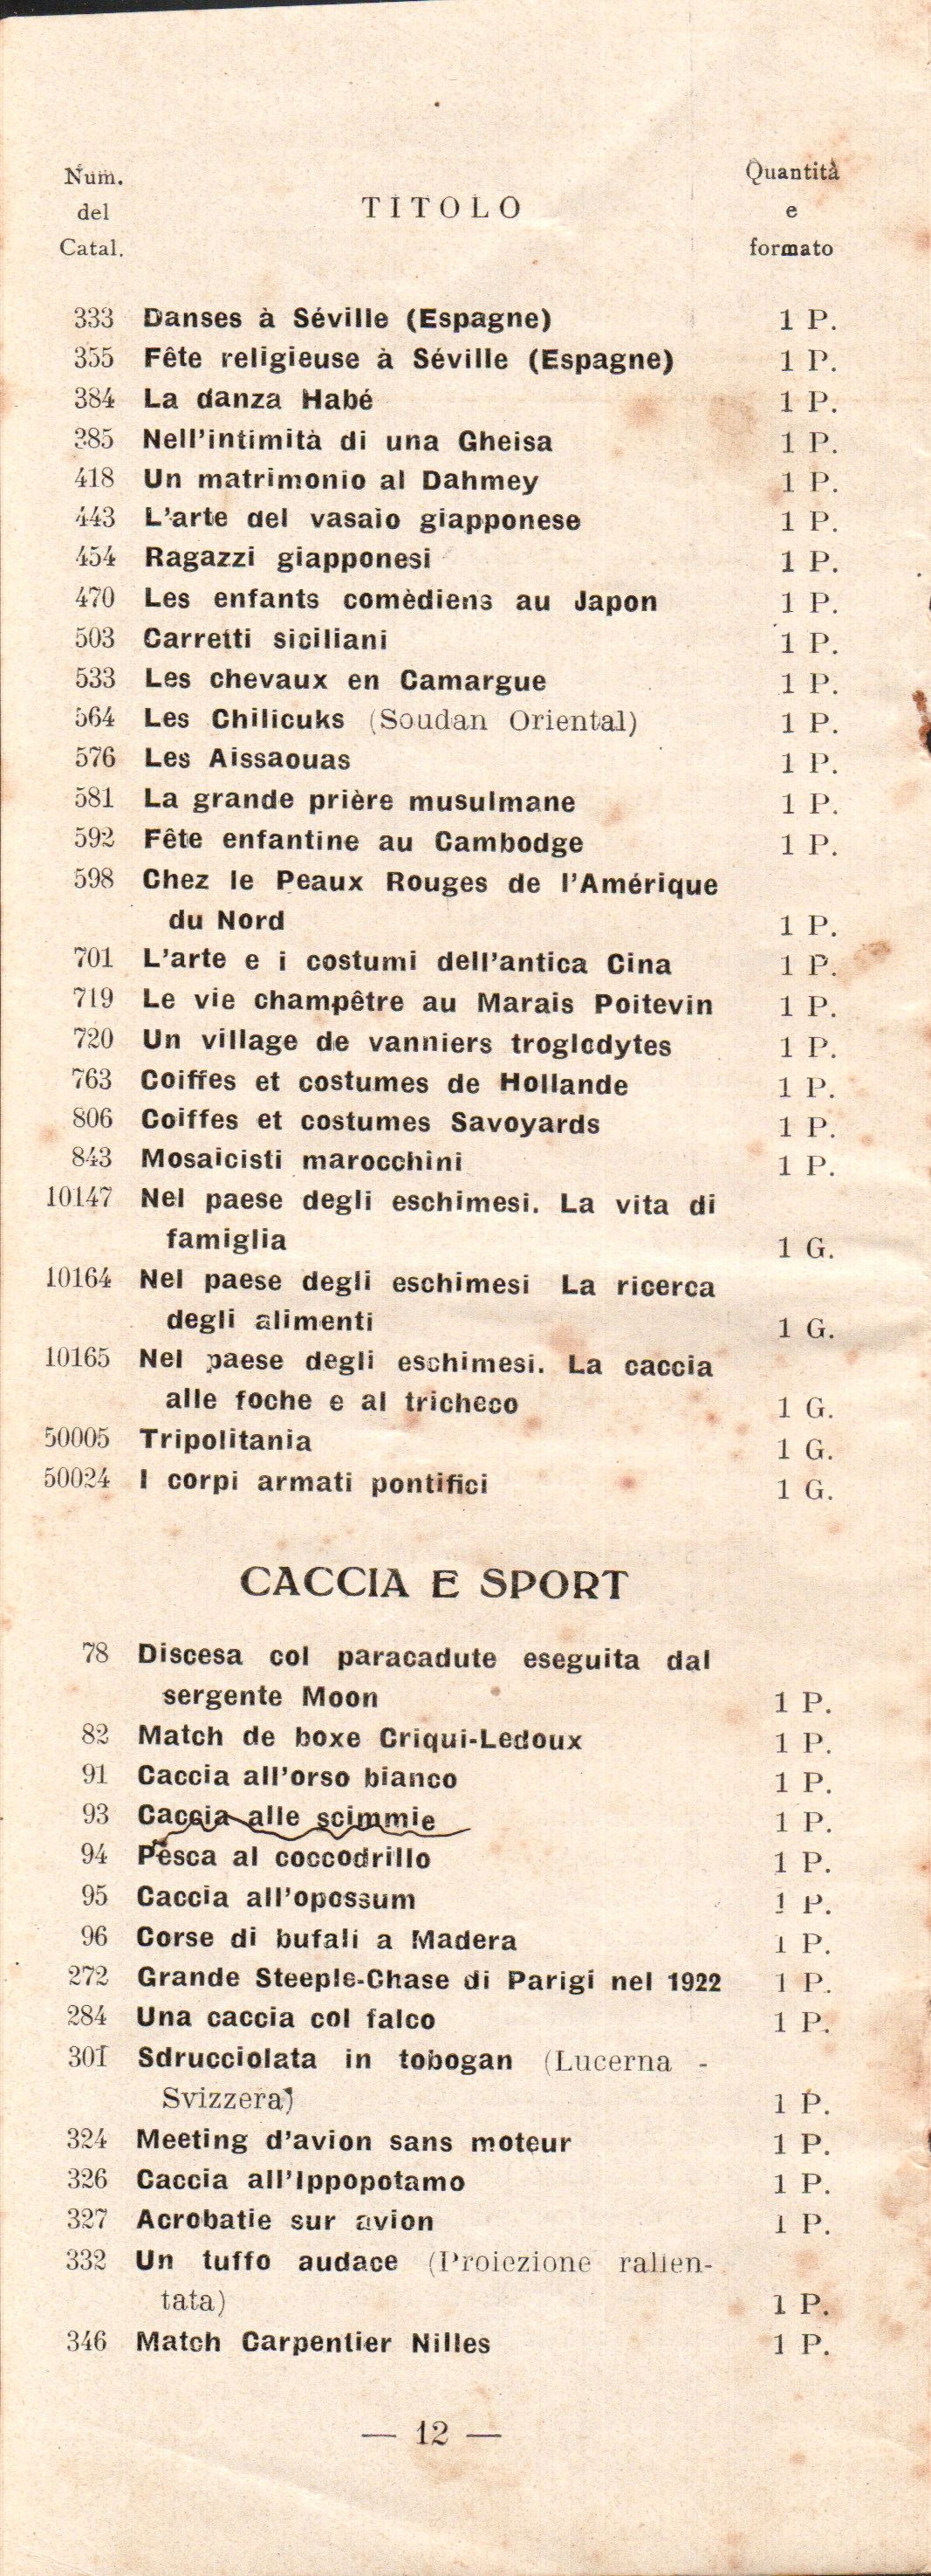 Num.
del
Catal.
TITOLO
Quantità
e
formato
333 Danses à Séville (Espagne) 1 P.
355 Fête religieuse à Séville (Espagne) 1 P.
384 La danza Habé 1 P.
385 Nell'intimità di una Gheisa 1 P.
418 Un matrimonio al Dahmey 1 P.
443 L'arte del vasaio giapponese 1 P.
454 Ragazzi giapponesi 1 P.
470 Les enfants comèdiens au Japon 1 P.
503 Carretti siciliani 1 P.
533 Les chevaux en Camargue 1 P.
564 Les Chilicuks (Soudan Oriental) 1 P.
576 Les Aissaouas 1 P.
581 La grande prière musulmane 1 P.
592 Fête enfantine au Cambodge 1 P.
598 Chez le Peaux Rouges de l'Amérique
du Nord 1 P.
701 L'arte e i costumi dell'antica Cina 1 P.
719 Le vie champêtre au Marais Poitevin 1 P.
720 Un village de vanniers troglodytes 1 P.
763 Coiffes et costumes de Hollande 1 P.
806 Coiffes et costumes Savoyards 1 P.
843 Mosaicisti marocchini 1 P.
10147 Nel paese degli eschimesi. La vita di
famiglia 1 G.
10164 Nel paese degli eschimesi La ricerca
degli alimenti 1 G.
10165 Nel paese degli eschimesi. La caccia
alle foche e al tricheco 1 G.
50005 Tripolitania 1 G.
50024 I corpi armati pontifici 1 G.
CACCIA E SPORT
78 Discesa col paracadute eseguita dal
sergente Moon 1 P.
82 Match de boxe Criqui-Ledoux 1 P.
91 Caccia all'orso bianco 1 P.
93 Caccia alle scimmie 1 P.
94 Pesca al coccodrillo 1 P.
95 Caccia all'opossum 1 P.
96 Corse di bufali a Madera 1 P.
272 Grande Steeple-Chase di Parigi nel 1922 1 P.
284 Una caccia col falco 1 P.
301 Sdrucciolata in tobogan (Lucerna -
Svizzera) 1 P.
324 Meeting d'avion sans moteur 1 P.
326 Caccia all'Ippopotamo 1 P.
327 Acrobatie sur avion 1 P.
332 Un tuffo audace (Proiezione rallen-
tata) 1 P.
346 Match Carpentier Nilles 1 P.
— 12 —